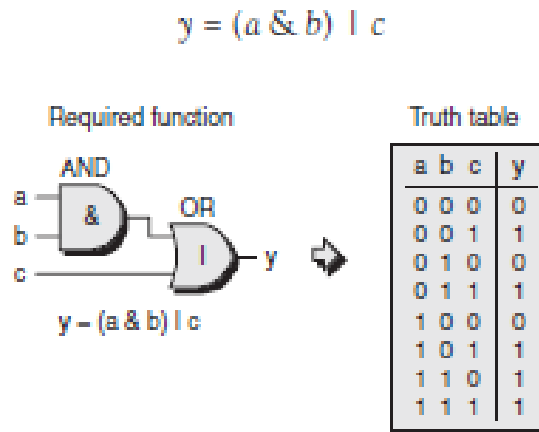 y = (a & b) | c
Required function
Truth table
AND
a
&
b
OR
|
y
c
y = (a & b) | c
a b c y
0 0 0 0
0 0 1 1
0 1 0 0
0 1 1 1
1 0 0 0
1 0 1 1
1 1 0 1
1 1 1 1